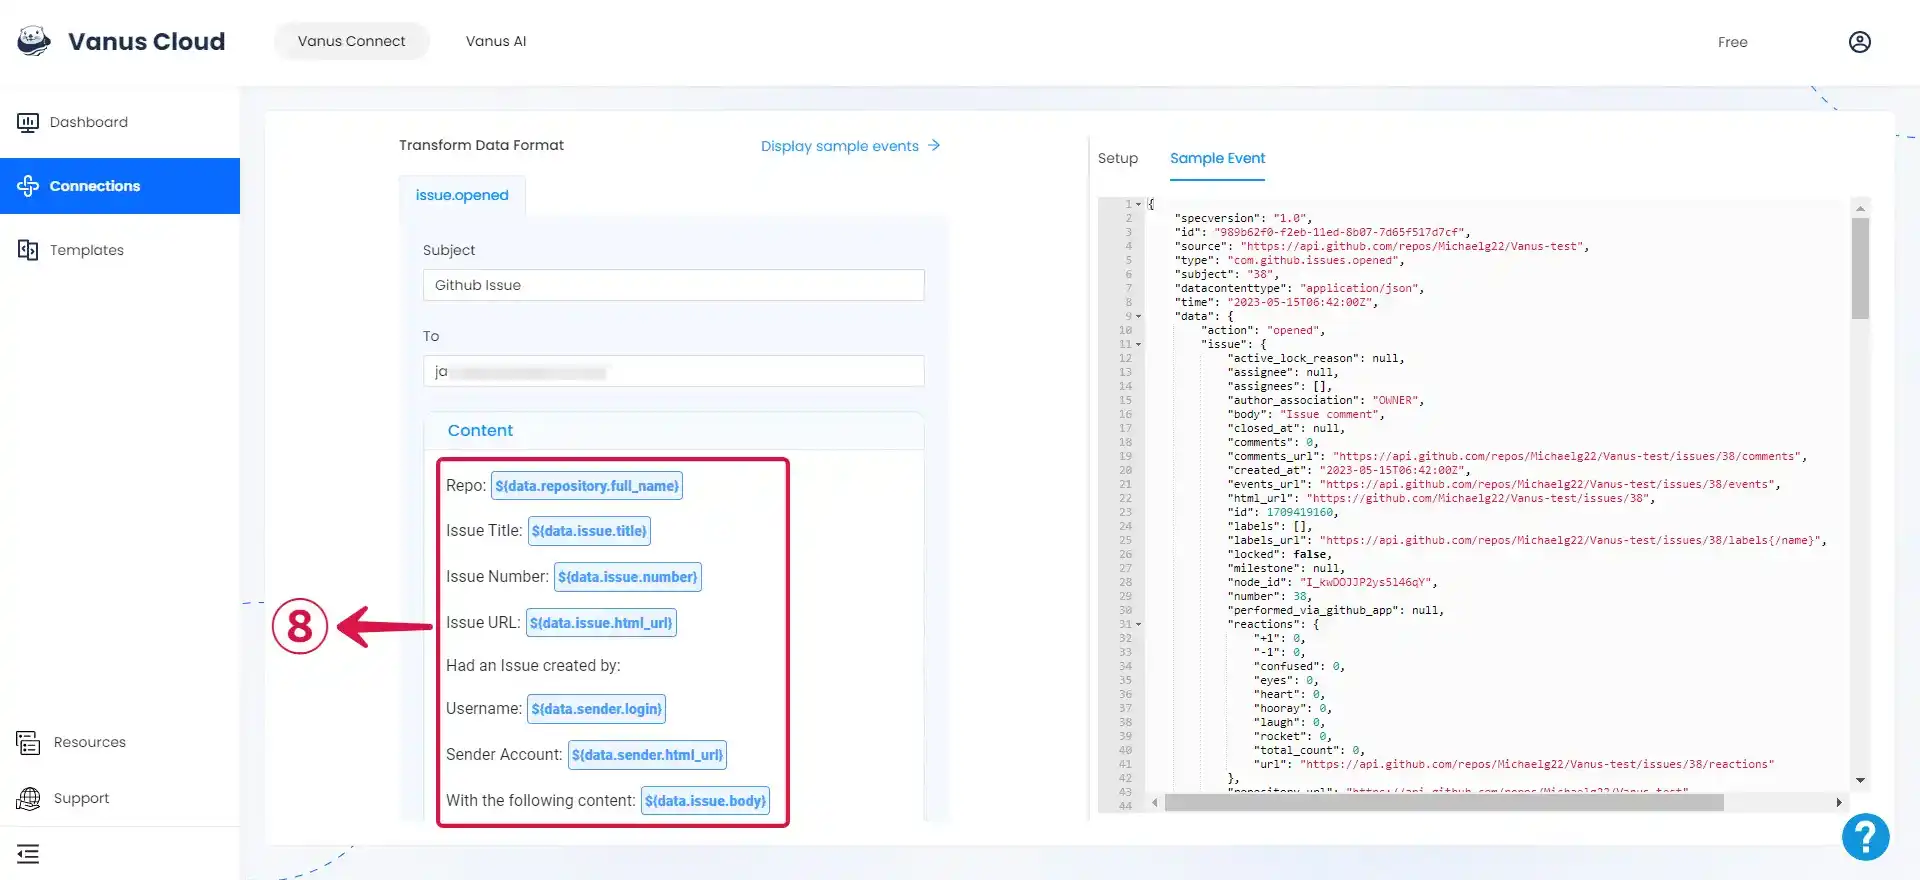 Vanus Cloud
Vanus Connect
Vanus AI
Free
Dashboard
Connections
Templates
Resources
Support
Transform Data Format
Display sample events →
issue.opened
Subject
Github Issue
To
ja
Content
Repo: ${data.repository.full_name}
Issue Title: ${data.issue.title}
Issue Number: ${data.issue.number}
Issue URL: ${data.issue.html_url}
Had an Issue created by:
Username: ${data.sender.login}
Sender Account: ${data.sender.html_url}
With the following content: ${data.issue.body}
8
Setup
Sample Event
1 {
2 "specversion": "1.0",
3 "id": "989b62f0-f2eb-11ed-8b07-7d65f517d7cf",
4 "source": "https://api.github.com/repos/Michaelg22/Vanus-test",
5 "type": "com.github.issues.opened",
6 "subject": "38",
7 "datacontenttype": "application/json",
8 "time": "2023-05-15T06:42:00Z",
9 "data": {
10 "action": "opened",
11 "issue": {
12 "active_lock_reason": null,
13 "assignee": null,
14 "assignees": [],
15 "author_association": "OWNER",
16 "body": "Issue comment",
17 "closed_at": null,
18 "comments": 0,
19 "comments_url": "https://api.github.com/repos/Michaelg22/Vanus-test/issues/38/comments",
20 "created_at": "2023-05-15T06:42:00Z",
21 "events_url": "https://api.github.com/repos/Michaelg22/Vanus-test/issues/38/events",
22 "html_url": "https://github.com/Michaelg22/Vanus-test/issues/38",
23 "id": 1709419160,
24 "labels": [],
25 "labels_url": "https://api.github.com/repos/Michaelg22/Vanus-test/issues/38/labels{/name}",
26 "locked": false,
27 "milestone": null,
28 "node_id": "I_kwDOJJP2ys5l46qY",
29 "number": 38,
30 "performed_via_github_app": null,
31 "reactions": {
32 "+1": 0,
33 "-1": 0,
34 "confused": 0,
35 "eyes": 0,
36 "heart": 0,
37 "hooray": 0,
38 "laugh": 0,
39 "rocket": 0,
40 "total_count": 0,
41 "url": "https://api.github.com/repos/Michaelg22/Vanus-test/issues/38/reactions"
42 },
43 "repository_url": "https://api.github.com/repos/Michaelg22/Vanus-test"
44
?